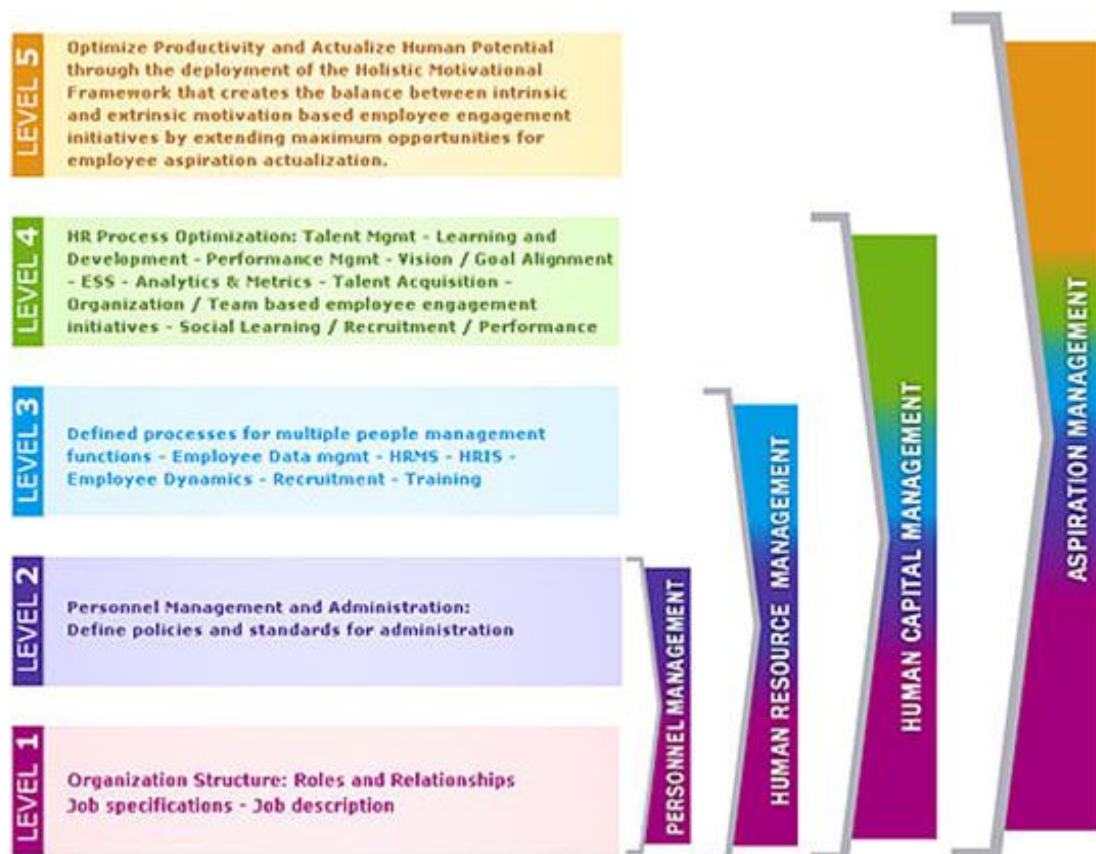 LEVEL 5
Optimize Productivity and Actualize Human Potential
through the deployment of the Holistic Motivational
Framework that creates the balance between intrinsic
and extrinsic motivation based employee engagement
initiatives by extending maximum opportunities for
employee aspiration actualization.
LEVEL 4
HR Process Optimization: Talent Mgmt - Learning and
Development - Performance Mgmt - Vision / Goal Alignment
- ESS - Analytics & Metrics - Talent Acquisition -
Organization / Team based employee engagement
initiatives - Social Learning / Recruitment / Performance
LEVEL 3
Defined processes for multiple people management
functions - Employee Data mgmt - HRMS - HRIS -
Employee Dynamics - Recruitment - Training
LEVEL 2
Personnel Management and Administration:
Define policies and standards for administration
LEVEL 1
Organization Structure: Roles and Relationships
Job specifications - Job description
PERSONNEL MANAGEMENT
HUMAN RESOURCE MANAGEMENT
HUMAN CAPITAL MANAGEMENT
ASPIRATION MANAGEMENT